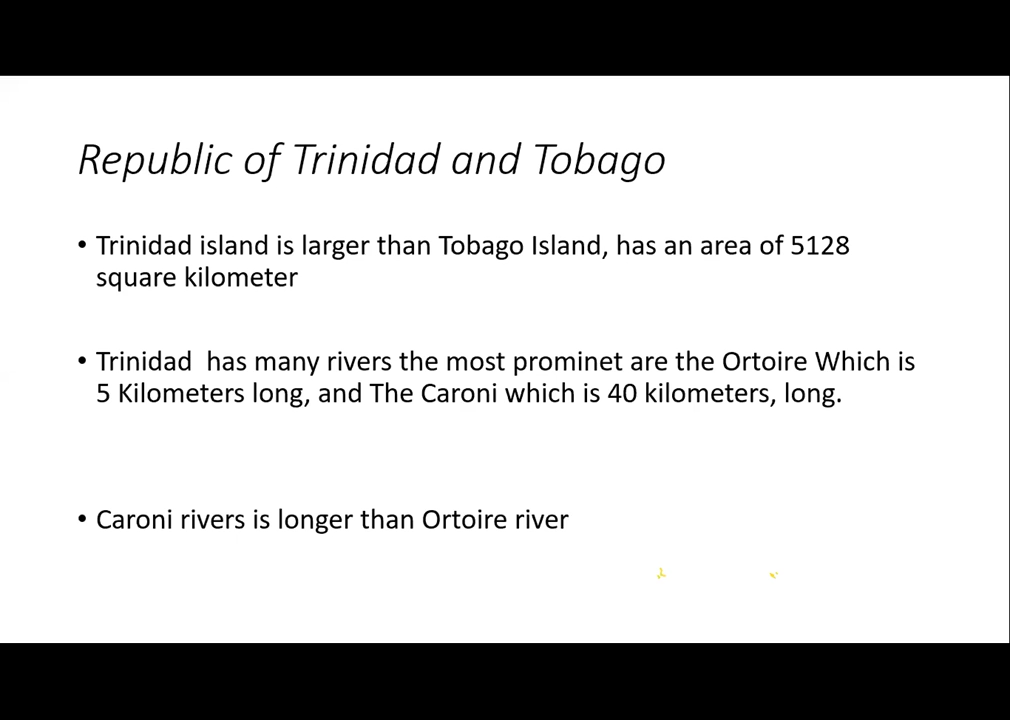 Republic of Trinidad and Tobago
• Trinidad island is larger than Tobago Island, has an area of 5128
square kilometer
• Trinidad  has many rivers the most prominet are the Ortoire Which is
5 Kilometers long, and The Caroni which is 40 kilometers, long.
• Caroni rivers is longer than Ortoire river